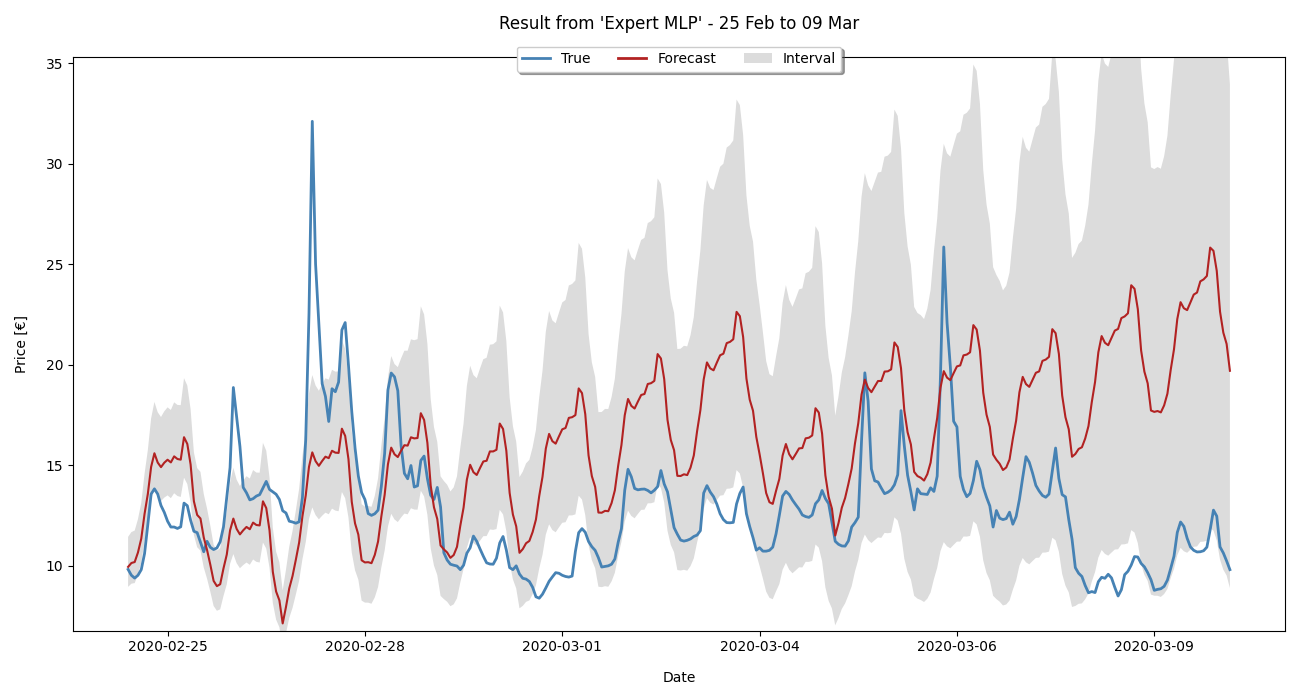 Result from 'Expert MLP' - 25 Feb to 09 Mar
True Forecast Interval
35
30
25
20
15
10
Price [€]
2020-02-25 2020-02-28 2020-03-01 2020-03-04 2020-03-06 2020-03-09
Date